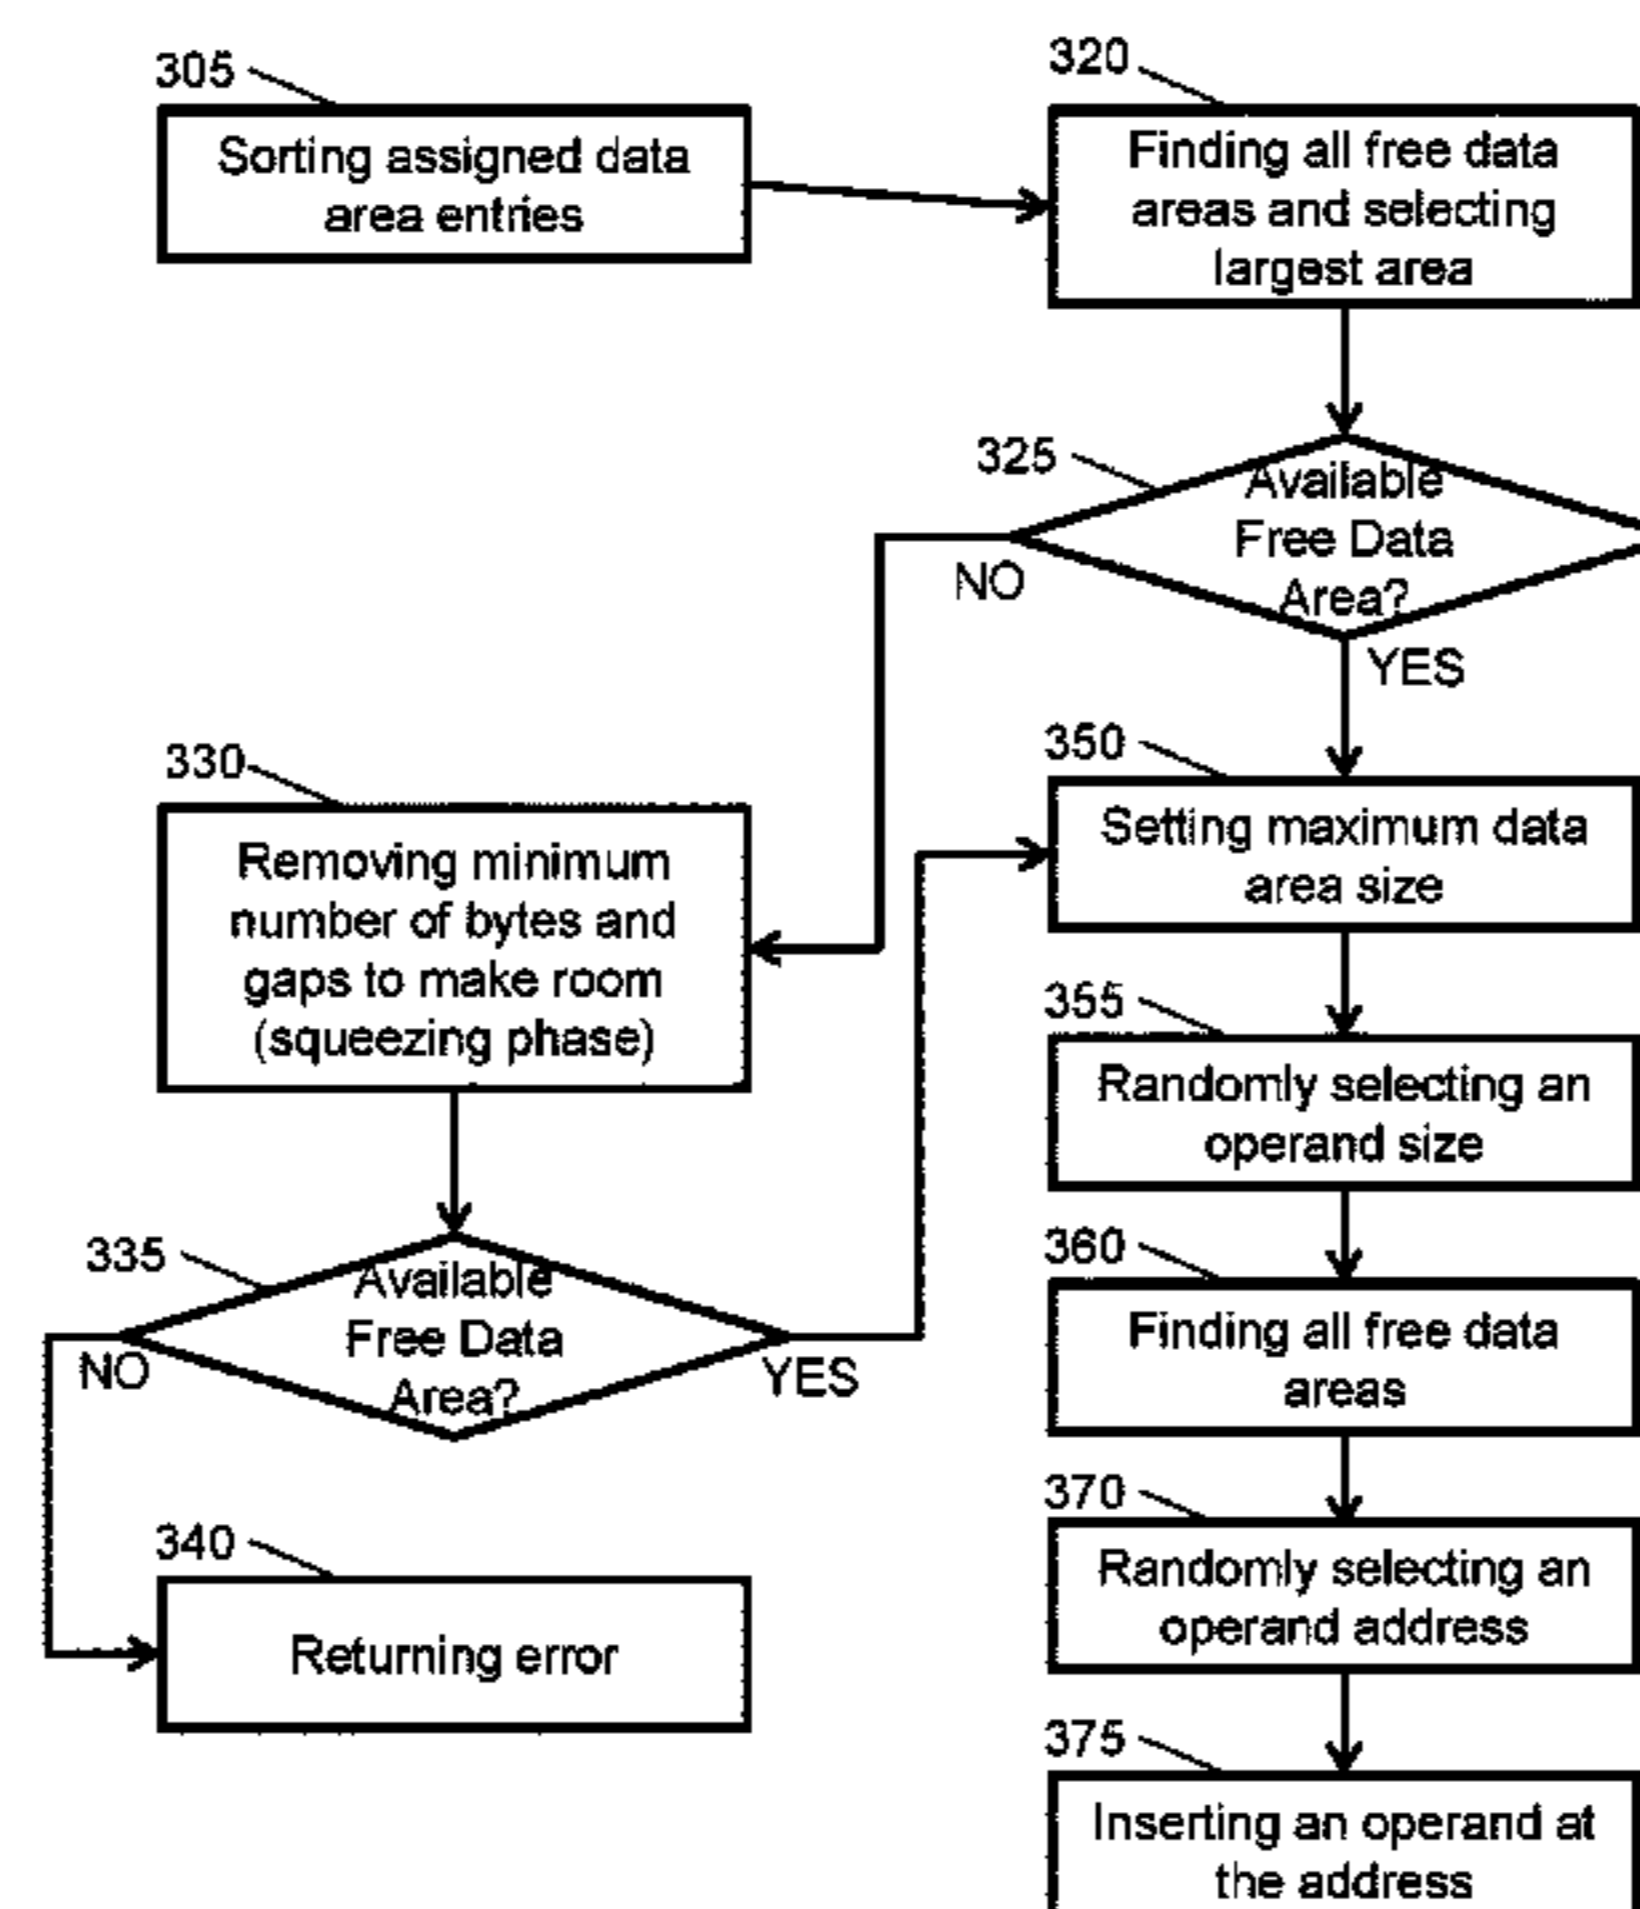 305
Sorting assigned data
area entries
320
Finding all free data
areas and selecting
largest area
325
Available
Free Data
Area?
NO
YES
330
Removing minimum
number of bytes and
gaps to make room
(squeezing phase)
335
Available
Free Data
Area?
NO
YES
340
Returning error
350
Setting maximum data
area size
355
Randomly selecting an
operand size
360
Finding all free data
areas
370
Randomly selecting an
operand address
375
Inserting an operand at
the address